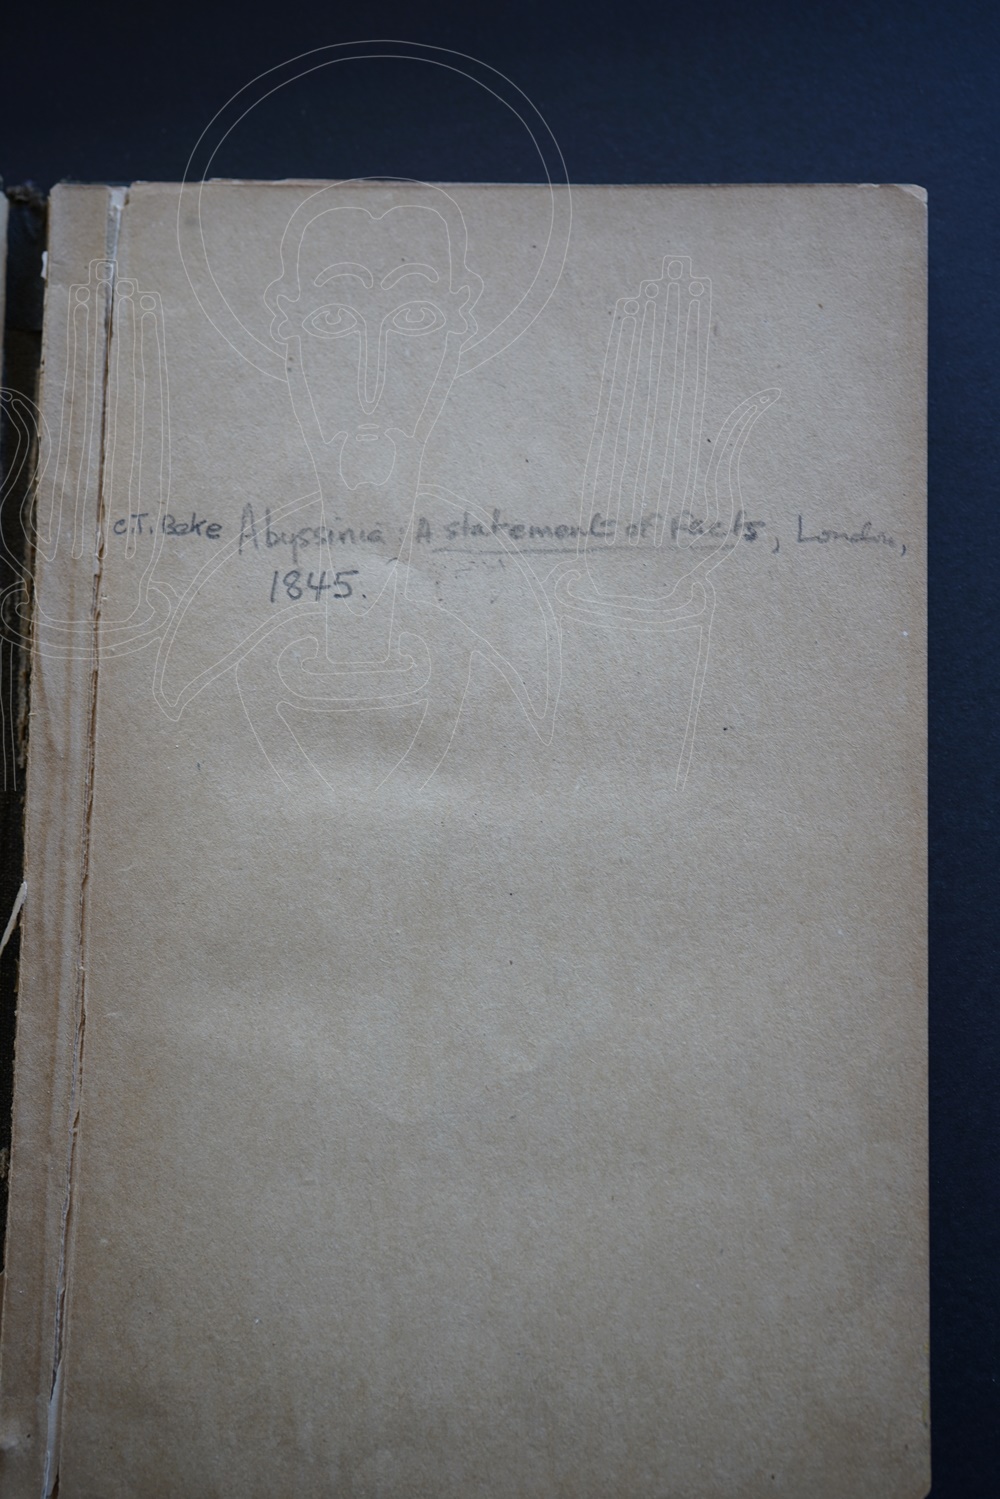 C.T. Beke Abyssinia: A statement of Facts, London,
1845.